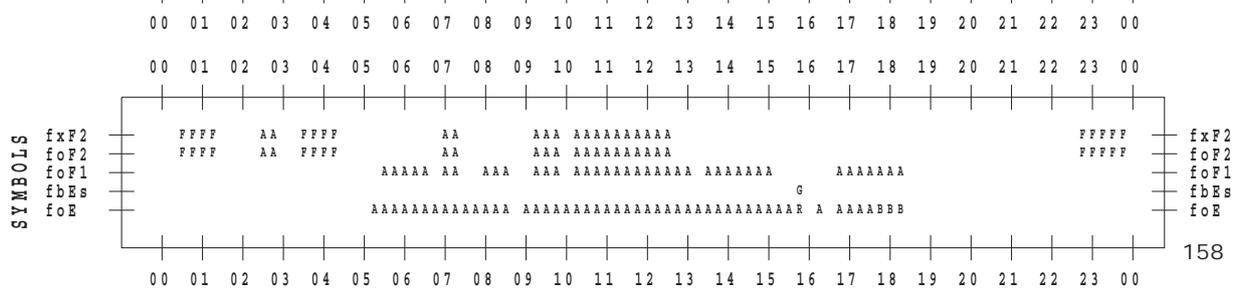 00 01 02 03 04 05 06 07 08 09 10 11 12 13 14 15 16 17 18 19 20 21 22 23 00
00 01 02 03 04 05 06 07 08 09 10 11 12 13 14 15 16 17 18 19 20 21 22 23 00
SYMBOLS
fxF2 FFFF AA FFFF AA AAA AAAAAAAAAA FFFFF fxF2
foF2 FFFF AA FFFF AA AAA AAAAAAAAAA FFFFF foF2
foF1 AAAAA AA AAA AAA AAAAAAAAAAAA AAAAAAA AAAAAAA foF1
fbEs G fbEs
foE AAAAAAAAAAAAAA AAAAAAAAAAAAAAAAAAAAAAAAAAAR A AAAABBB foE
158
00 01 02 03 04 05 06 07 08 09 10 11 12 13 14 15 16 17 18 19 20 21 22 23 00